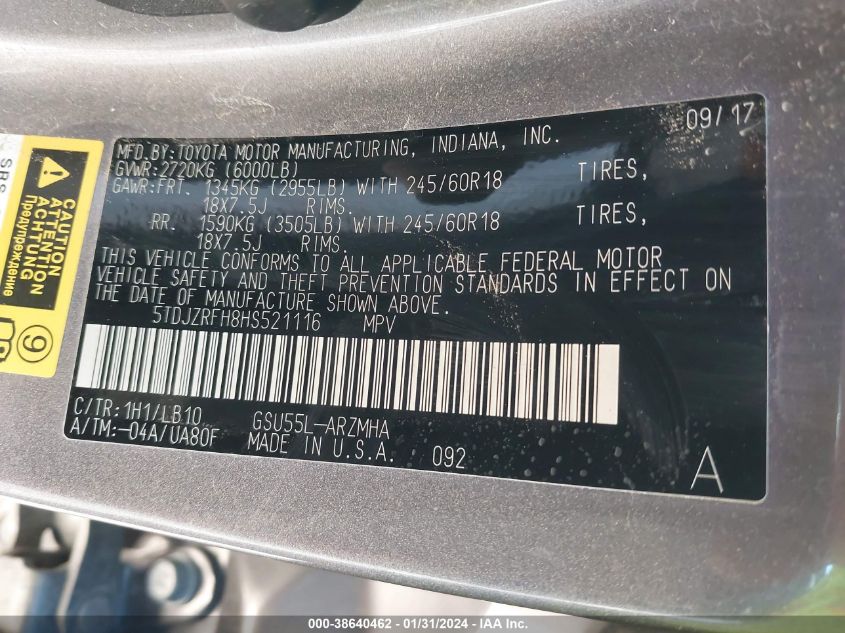 09/17
MFD.BY:TOYOTA MOTOR MANUFACTURING, INDIANA, INC.
GVWR:2720KG (6000LB)
GAWR:FRT. 1345KG (2955LB) WITH 245/60R18 TIRES,
18X7.5J RIMS.
RR. 1590KG (3505LB) WITH 245/60R18 TIRES,
18X7.5J RIMS.
THIS VEHICLE CONFORMS TO ALL APPLICABLE FEDERAL MOTOR
VEHICLE SAFETY AND THEFT PREVENTION STANDARDS IN EFFECT ON
THE DATE OF MANUFACTURE SHOWN ABOVE.
5TDJZRFH8HS521116 MPV
C/TR:1H1/LB10 GSU55L-ARZMHA
A/TM:-04A/UA80F MADE IN U.S.A. 092
A
SRS
CAUTION
ATTENTION
ACHTUNG
Предупреждение
9
000-38640462 - 01/31/2024 - IAA Inc.